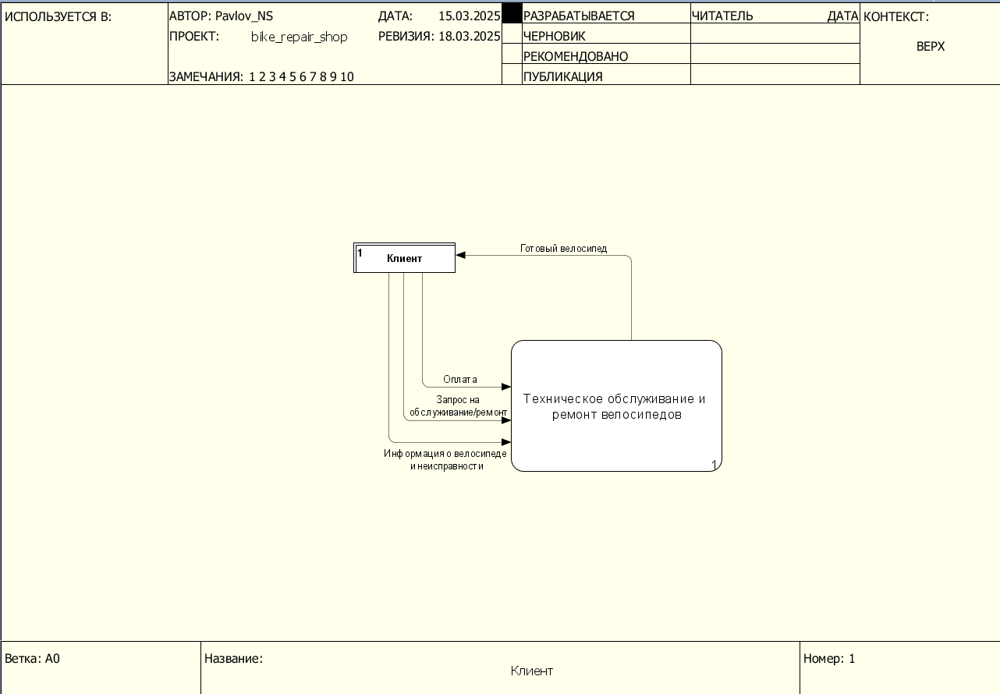 ИСПОЛЬЗУЕТСЯ В:
АВТОР: Pavlov_NS
ДАТА: 15.03.2025
РАЗРАБАТЫВАЕТСЯ
ЧИТАТЕЛЬ
ДАТА
КОНТЕКСТ:
ПРОЕКТ: bike_repair_shop
РЕВИЗИЯ: 18.03.2025
ЧЕРНОВИК
ВЕРХ
РЕКОМЕНДОВАНО
ЗАМЕЧАНИЯ: 1 2 3 4 5 6 7 8 9 10
ПУБЛИКАЦИЯ
1
Клиент
Готовый велосипед
Оплата
Запрос на
обслуживание/ремонт
Информация о велосипеде
и неисправности
Техническое обслуживание и
ремонт велосипедов
1
Ветка: A0
Название:
Клиент
Номер: 1